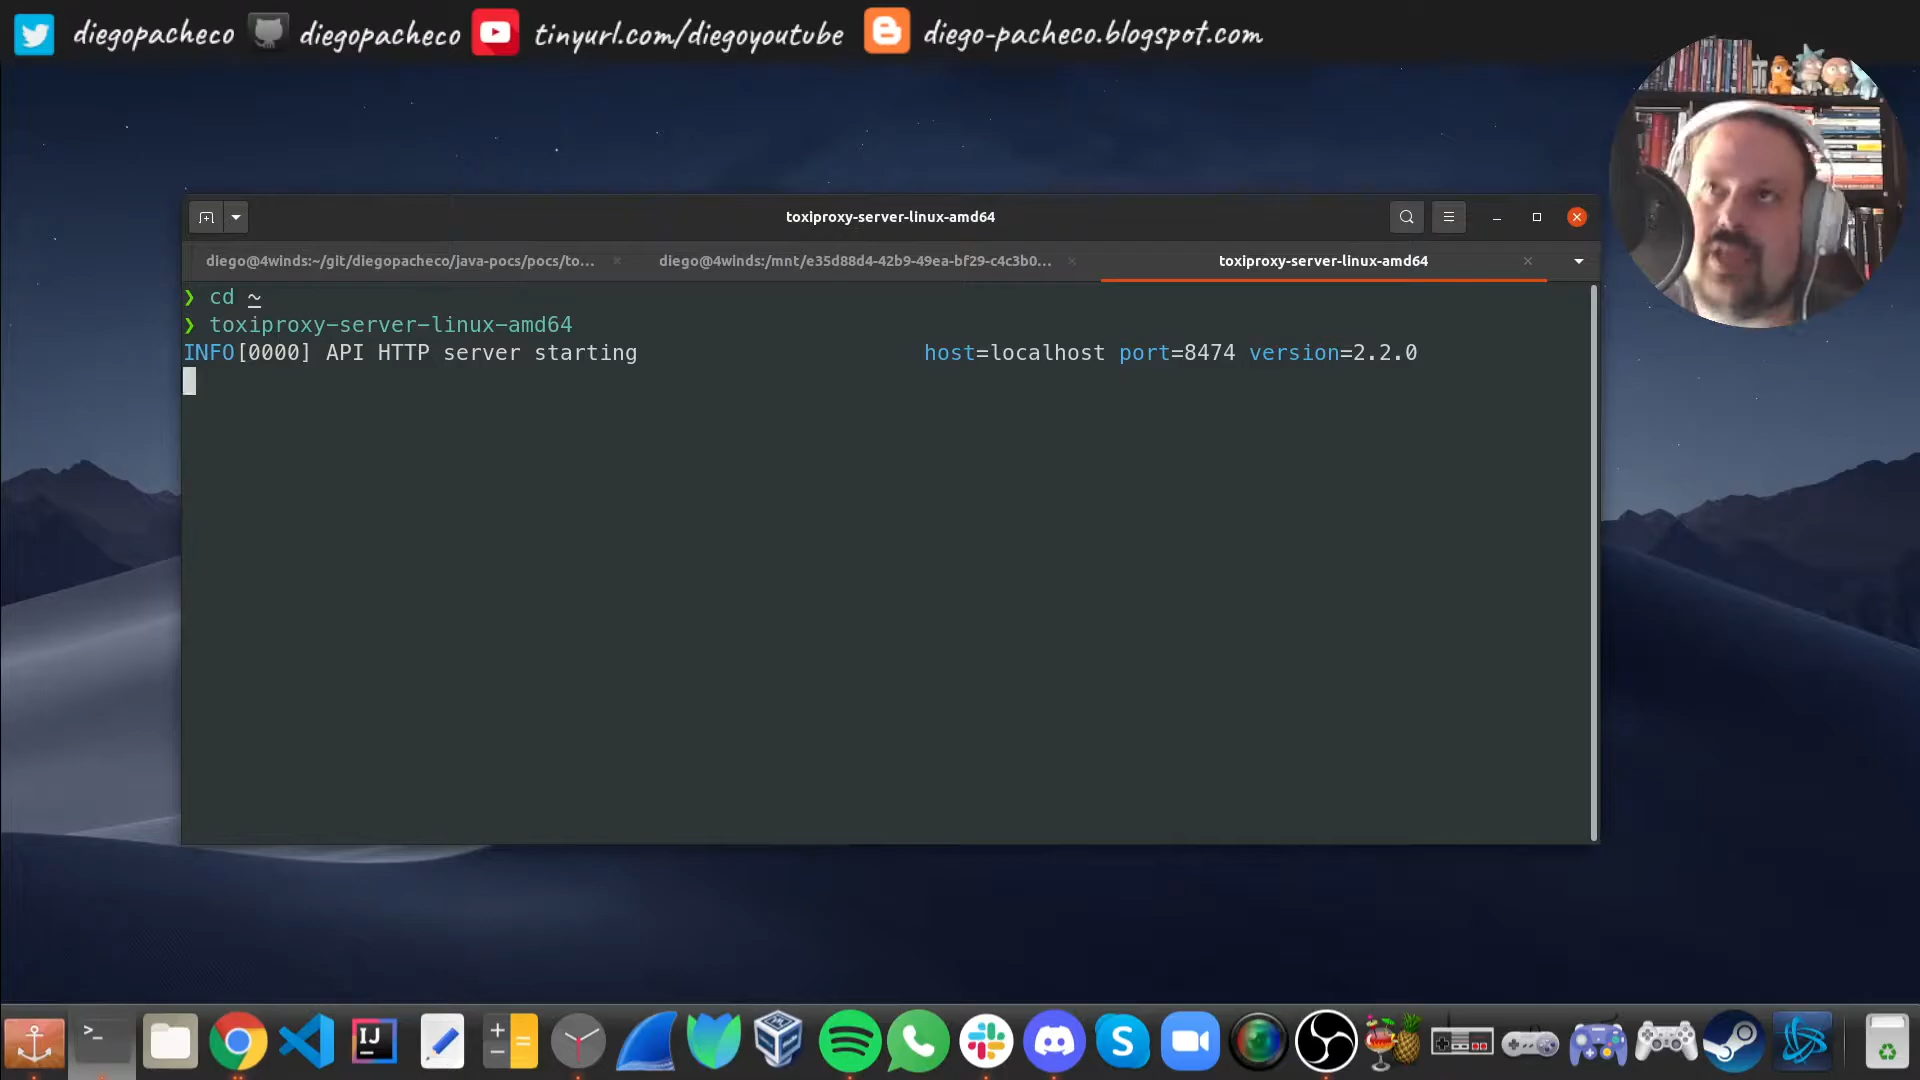 diegopacheco diegopacheco tinyurl.com/diegoyoutube diego-pacheco.blogspot.com
toxiproxy-server-linux-amd64
diego@4winds:~/git/diegopacheco/java-pocs/pocs/to... diego@4winds:/mnt/e35d88d4-42b9-49ea-bf29-c4c3b0... toxiproxy-server-linux-amd64
❯ cd ~
❯ toxiproxy-server-linux-amd64
INFO[0000] API HTTP server starting host=localhost port=8474 version=2.2.0